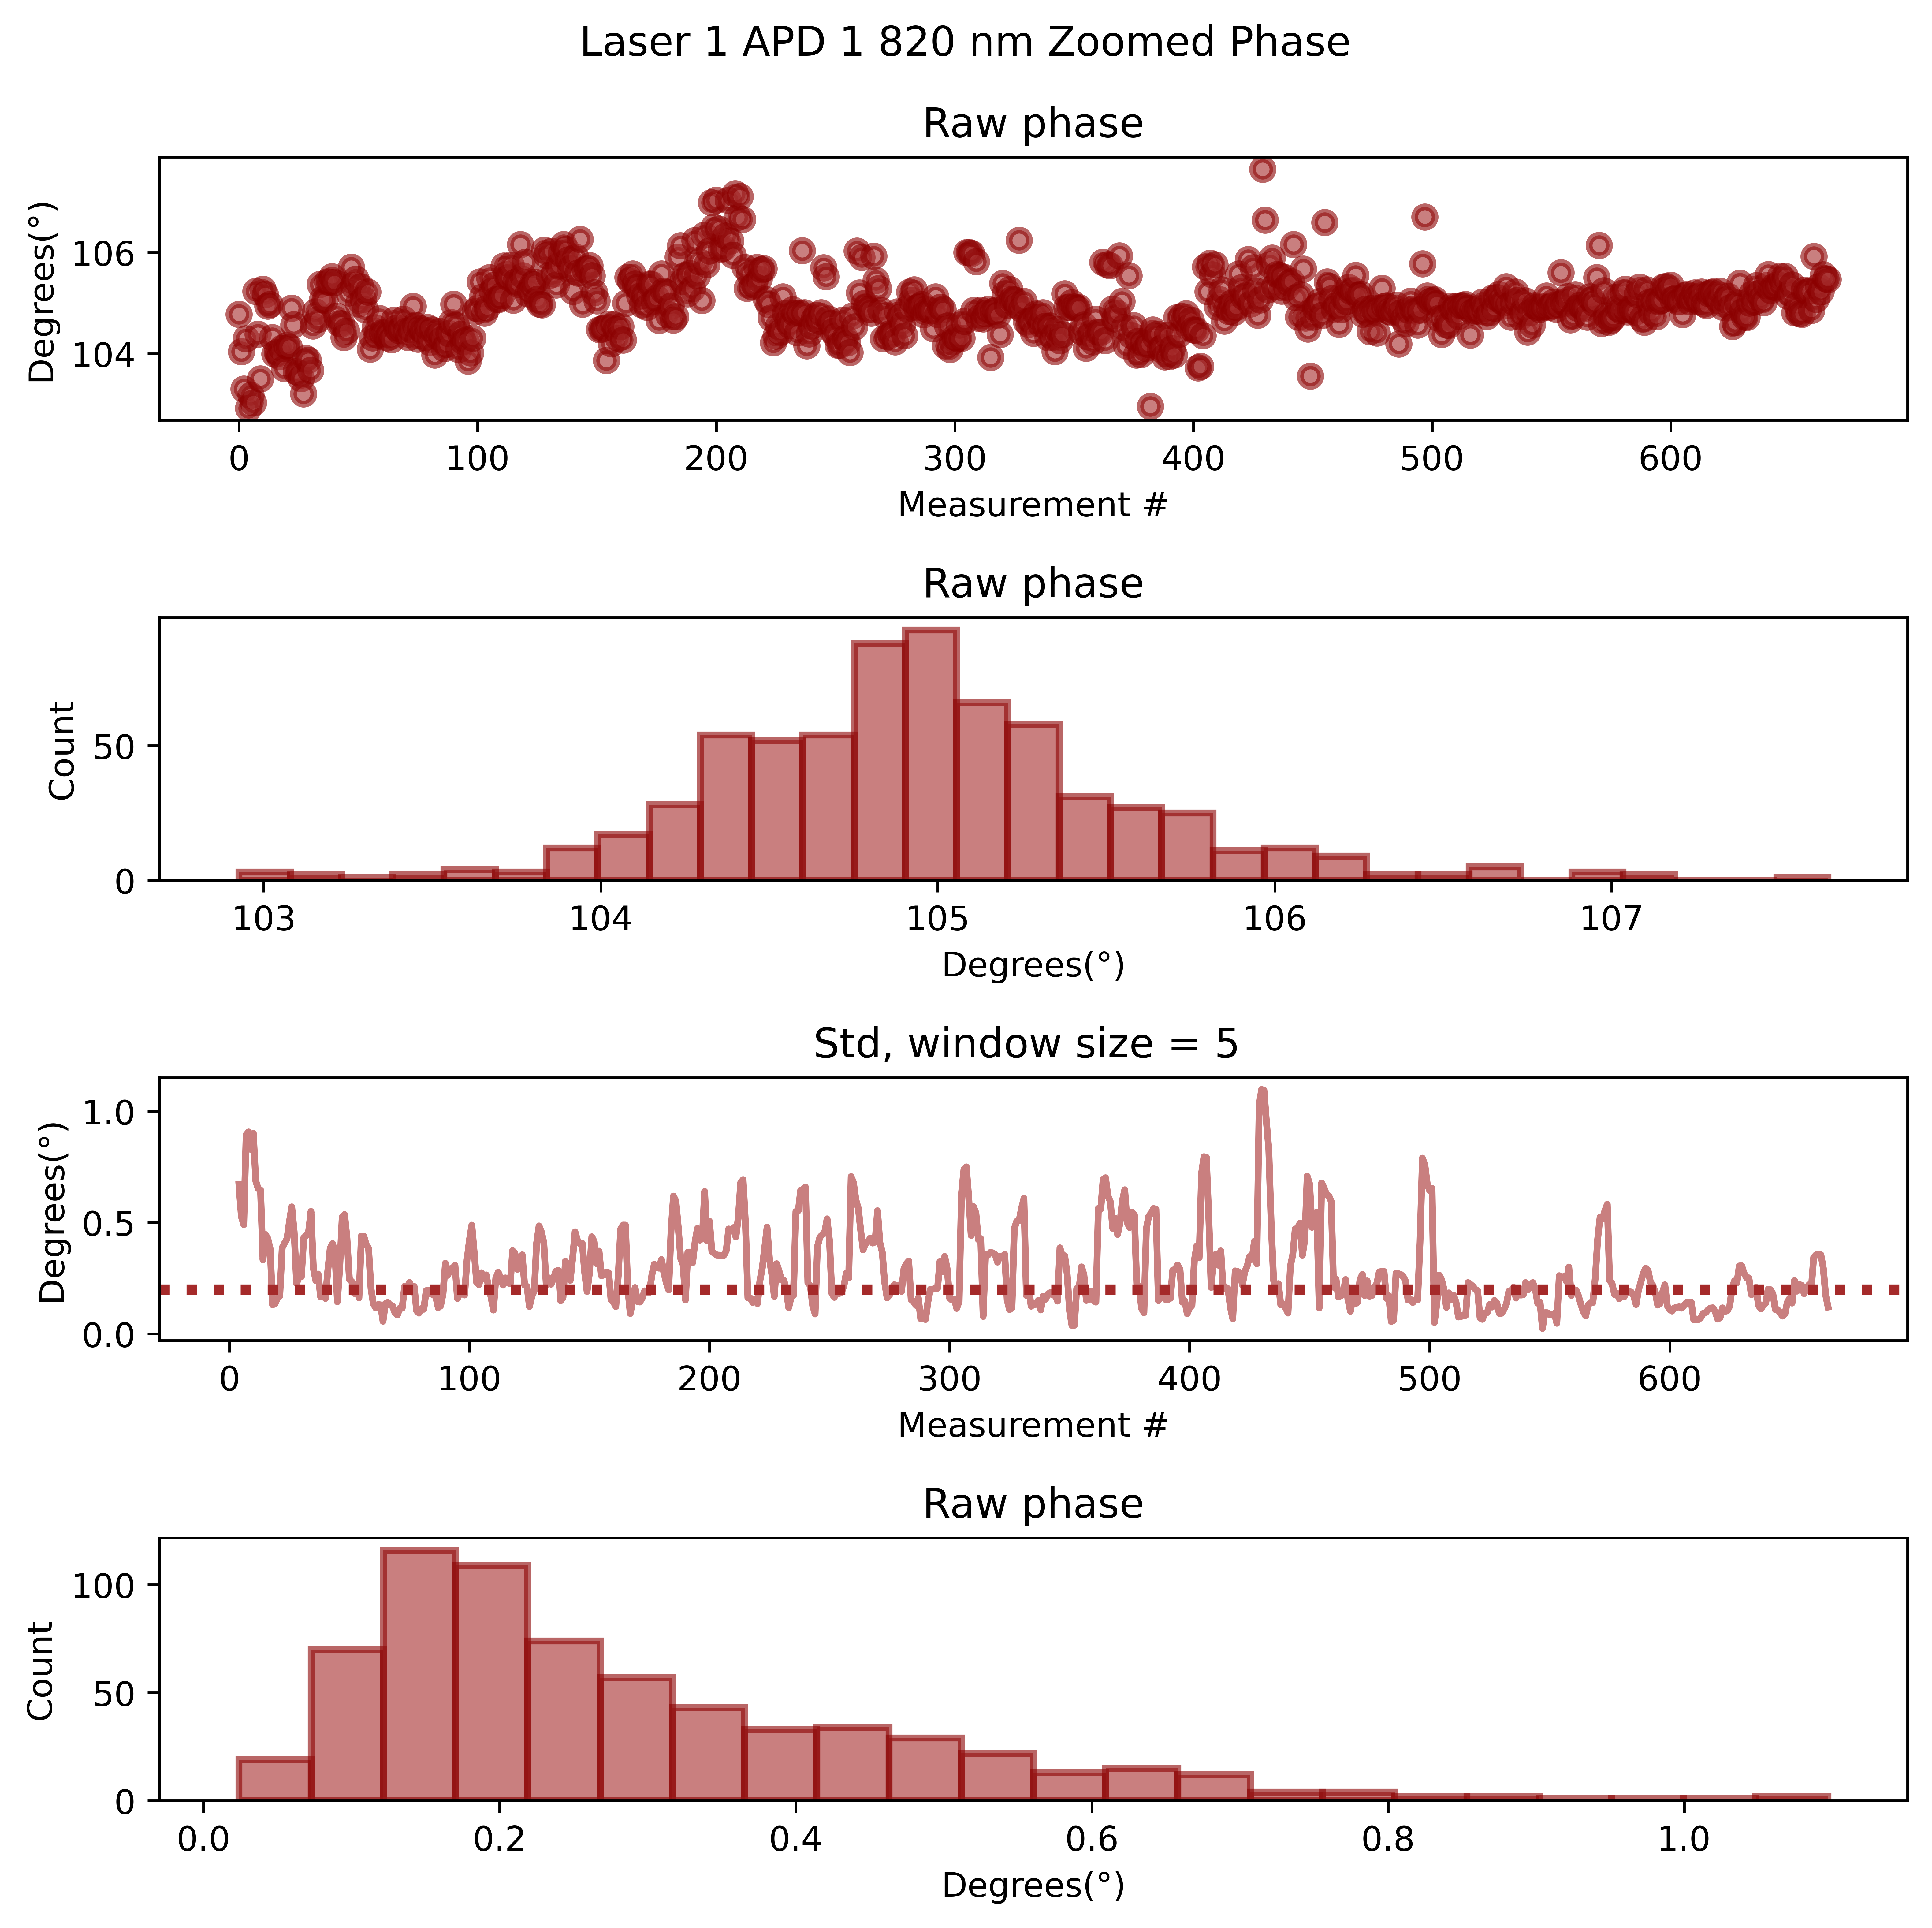 Laser 1 APD 1 820 nm Zoomed Phase
Raw phase
Degrees(°)
106
104
0 100 200 300 400 500 600
Measurement #
Raw phase
Count
50
0
103 104 105 106 107
Degrees(°)
Std, window size = 5
Degrees(°)
1.0
0.5
0.0
0 100 200 300 400 500 600
Measurement #
Raw phase
Count
100
50
0
0.0 0.2 0.4 0.6 0.8 1.0
Degrees(°)